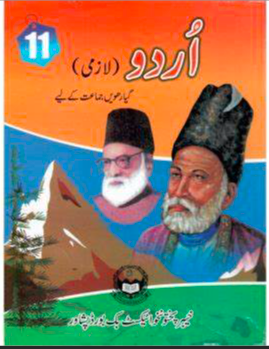 11
اُردو (لازمی)
گیارھویں جماعت کے لیے
خیبر پختونخوا ٹیکسٹ بک بورڈ پشاور